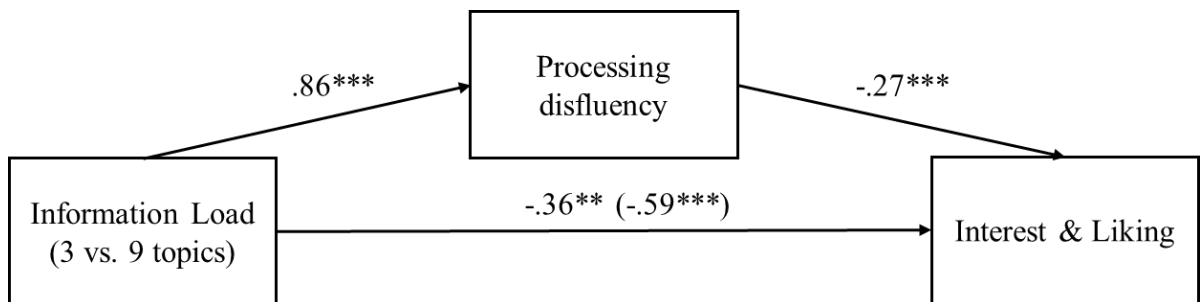 Processing
disfluency
.86***
-.27***
Information Load
(3 vs. 9 topics)
-.36** (-.59***)
Interest & Liking